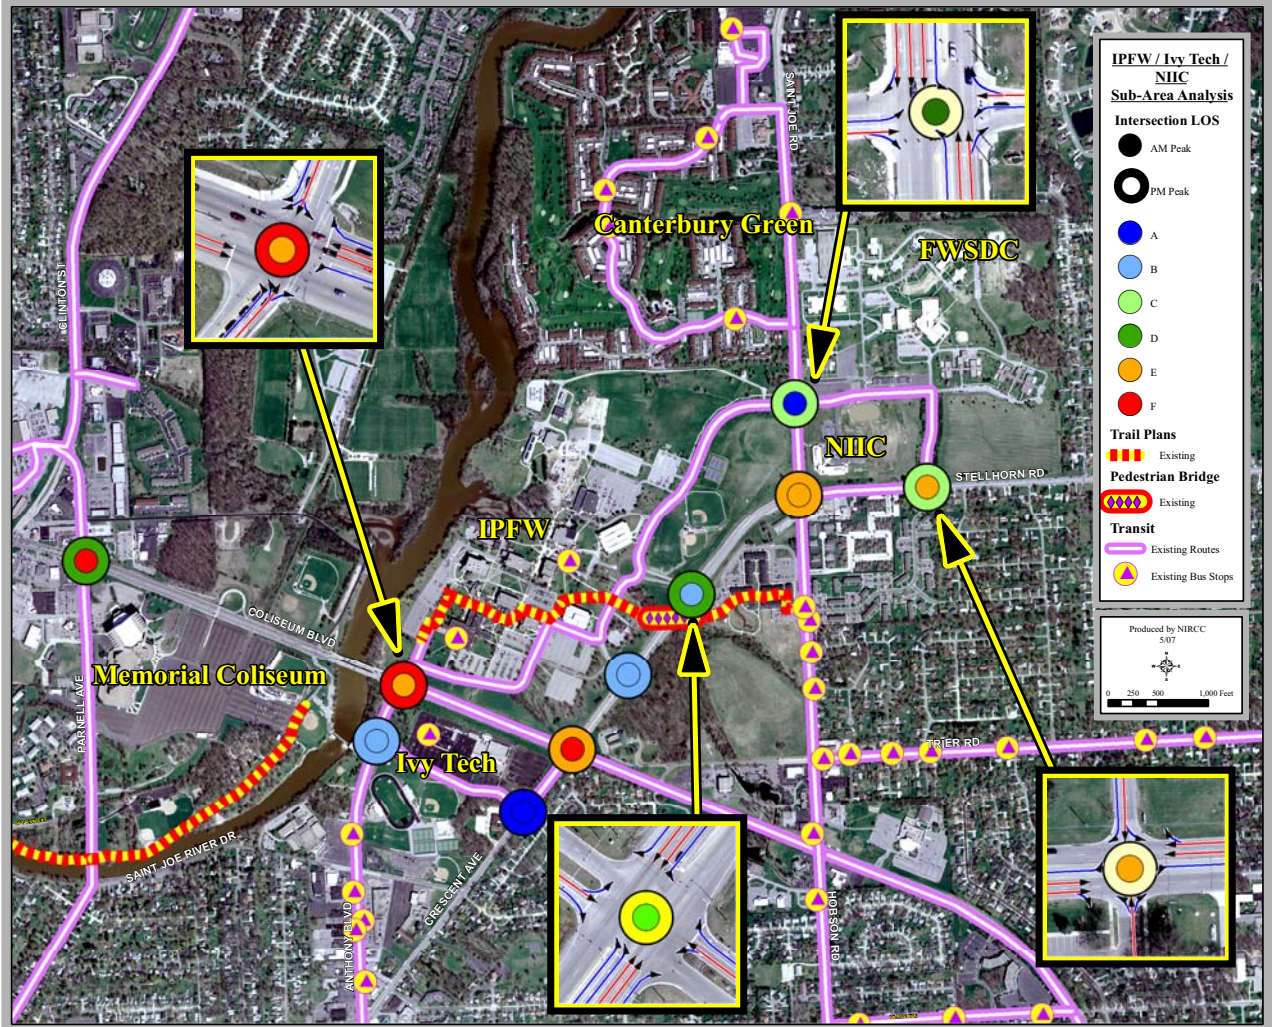 IPFW / Ivy Tech /
NIIC
Sub-Area Analysis
Intersection LOS
AM Peak
PM Peak
A
B
C
D
E
F
Trail Plans
Existing
Pedestrian Bridge
Existing
Transit
Existing Routes
Existing Bus Stops
Produced by NIRCC
5/07
N
W E
S
0 250 500 1,000 Feet
SAINT JOE RD
Canterbury Green
FWSDC
CLINTON ST
NIIC
STELLHORN RD
IPFW
COLISEUM BLVD
Memorial Coliseum
PARNELL AVE
Ivy Tech
TRIER RD
SAINT JOE RIVER DR
CRESCENT AVE
ANTHONY BLVD
HOBSON RD